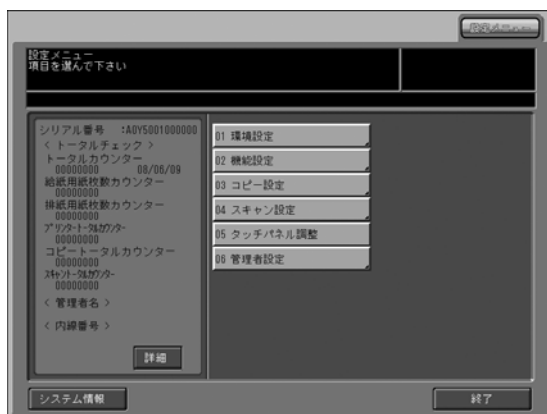 設定メニュー
設定メニュー
項目を選んで下さい
シリアル番号 :A0Y5001000000
< トータルチェック >
トータルカウンター
00000000 08/06/09
給紙用紙枚数カウンター
00000000
排紙用紙枚数カウンター
00000000
プリンタートータルカウンター
00000000
コピートータルカウンター
00000000
スキャントータルカウンター
00000000
< 管理者名 >
< 内線番号 >
詳細
01 環境設定
02 機能設定
03 コピー設定
04 スキャン設定
05 タッチパネル調整
06 管理者設定
システム情報
終了